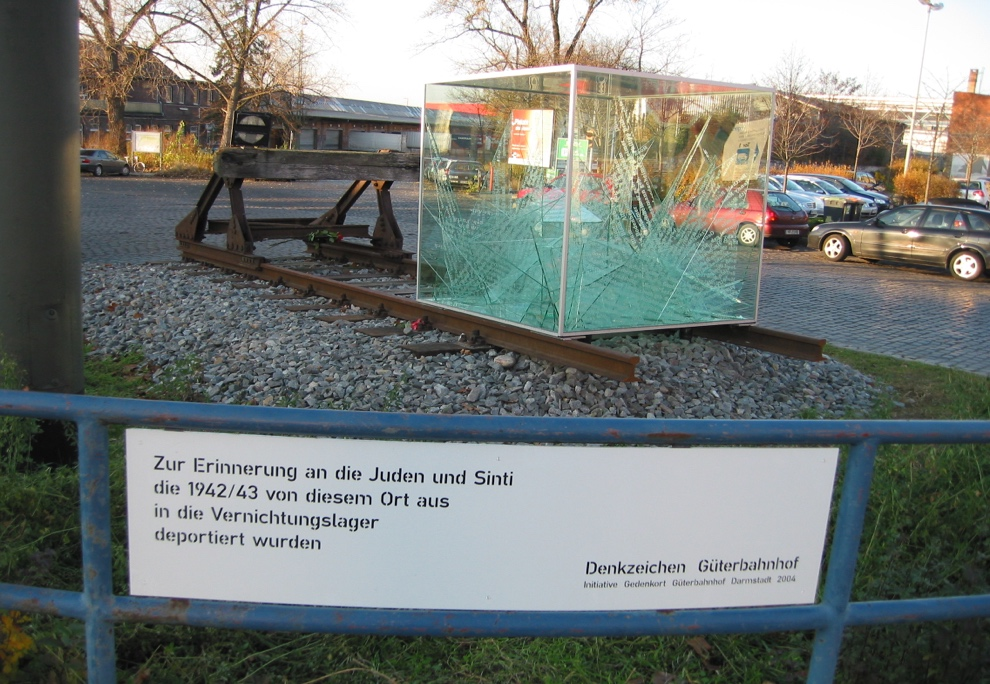 Zur Erinnerung an die Juden und Sinti
die 1942/43 von diesem Ort aus
in die Vernichtungslager
deportiert wurden
Denkzeichen Güterbahnhof
Initiative Gedenkort Güterbahnhof Darmstadt 2004